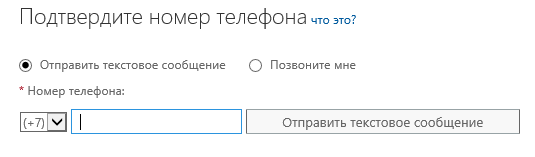 Подтвердите номер телефона что это?
Отправить текстовое сообщение Позвоните мне
* Номер телефона:
(+7) Отправить текстовое сообщение